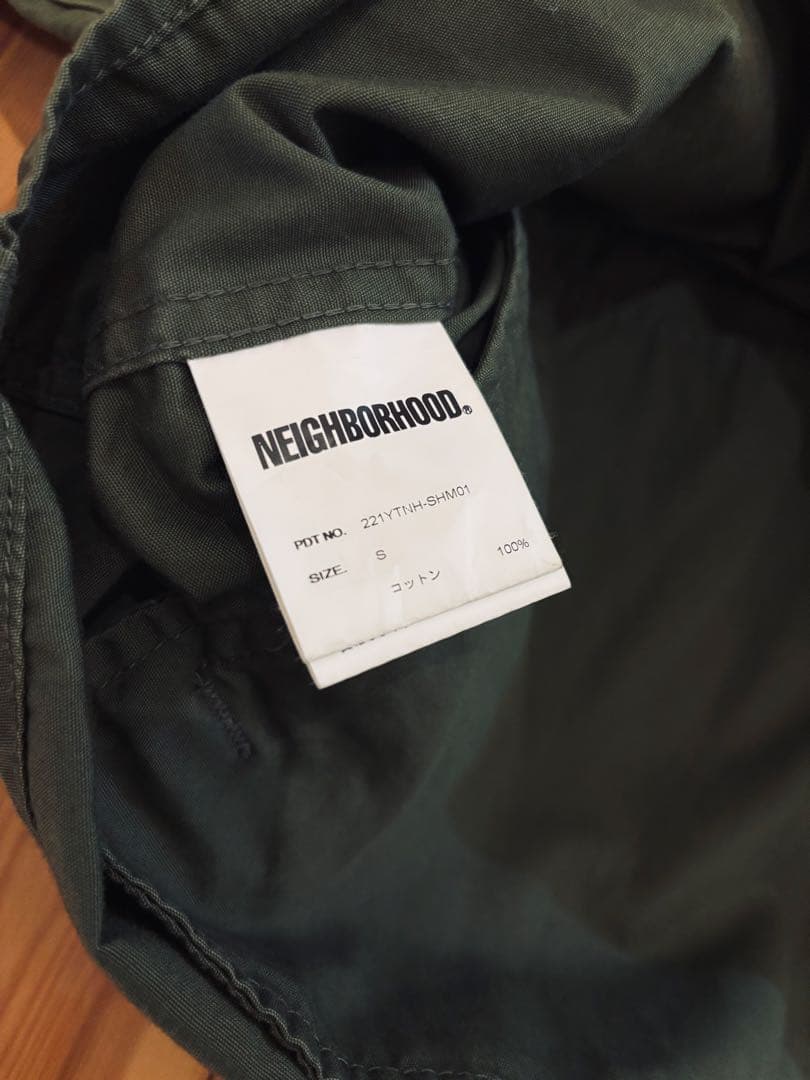 NEIGHBORHOOD®
PDT NO. 221YTNH-SHM01
SIZE. S
コットン 100%